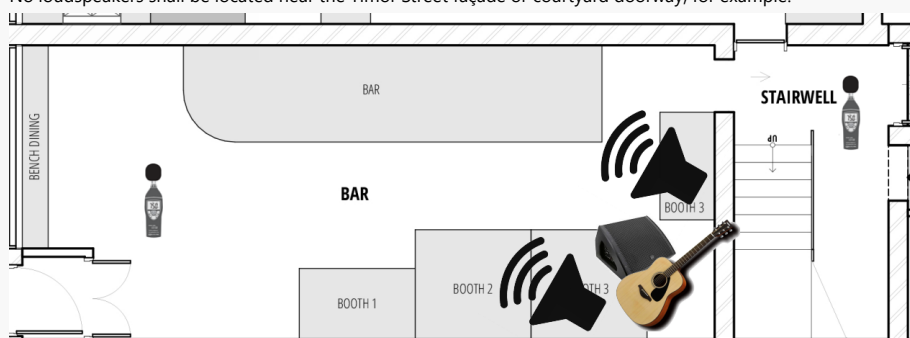 No loudspeakers shall be located near the Timor Street façade or courtyard doorway, for example.
BENCH DINING
BAR
STAIRWELL
UP
BAR
BOOTH 3
BOOTH 1
BOOTH 2
OTH 3